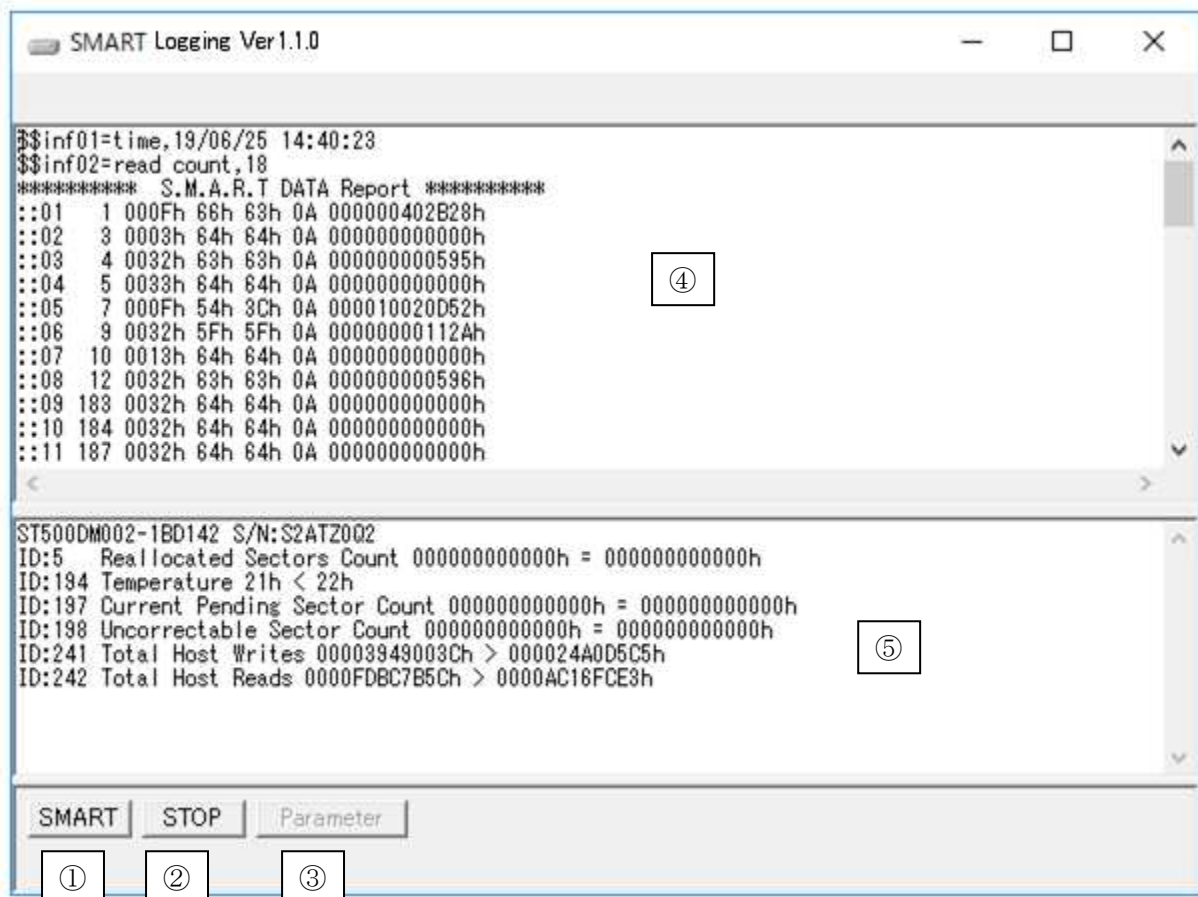 SMART Logging Ver1.1.0
$$inf01=time,19/06/25 14:40:23
$$inf02=read count,18
********** S.M.A.R.T DATA Report **********
::01 1 000Fh 66h 63h 0A 000000402B28h
::02 3 0003h 64h 64h 0A 000000000000h
::03 4 0032h 63h 63h 0A 000000000595h
::04 5 0033h 64h 64h 0A 000000000000h
::05 7 000Fh 54h 3Ch 0A 000010020D52h
::06 9 0032h 5Fh 5Fh 0A 00000000112Ah
::07 10 0013h 64h 64h 0A 000000000000h
::08 12 0032h 63h 63h 0A 000000000596h
::09 183 0032h 64h 64h 0A 000000000000h
::10 184 0032h 64h 64h 0A 000000000000h
::11 187 0032h 64h 64h 0A 000000000000h
④
ST500DM002-1BD142 S/N:S2ATZ0Q2
ID:5 Reallocated Sectors Count 000000000000h = 000000000000h
ID:194 Temperature 21h < 22h
ID:197 Current Pending Sector Count 000000000000h = 000000000000h
ID:198 Uncorrectable Sector Count 000000000000h = 000000000000h
ID:241 Total Host Writes 00003949003Ch > 000024A0D5C5h
ID:242 Total Host Reads 0000FDBC7B5Ch > 0000AC16FCE3h
⑤
SMART STOP Parameter
① ② ③